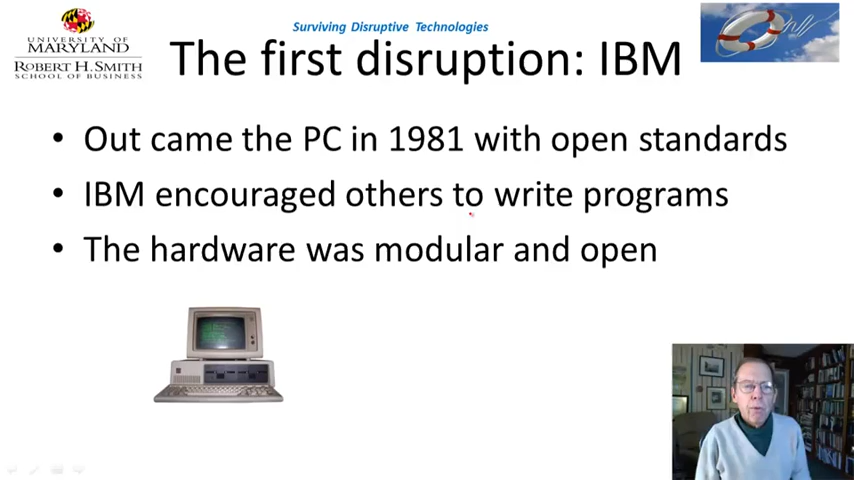 Surviving Disruptive Technologies
UNIVERSITY OF
MARYLAND
ROBERT H. SMITH
SCHOOL OF BUSINESS
The first disruption: IBM
• Out came the PC in 1981 with open standards
• IBM encouraged others to write programs
• The hardware was modular and open